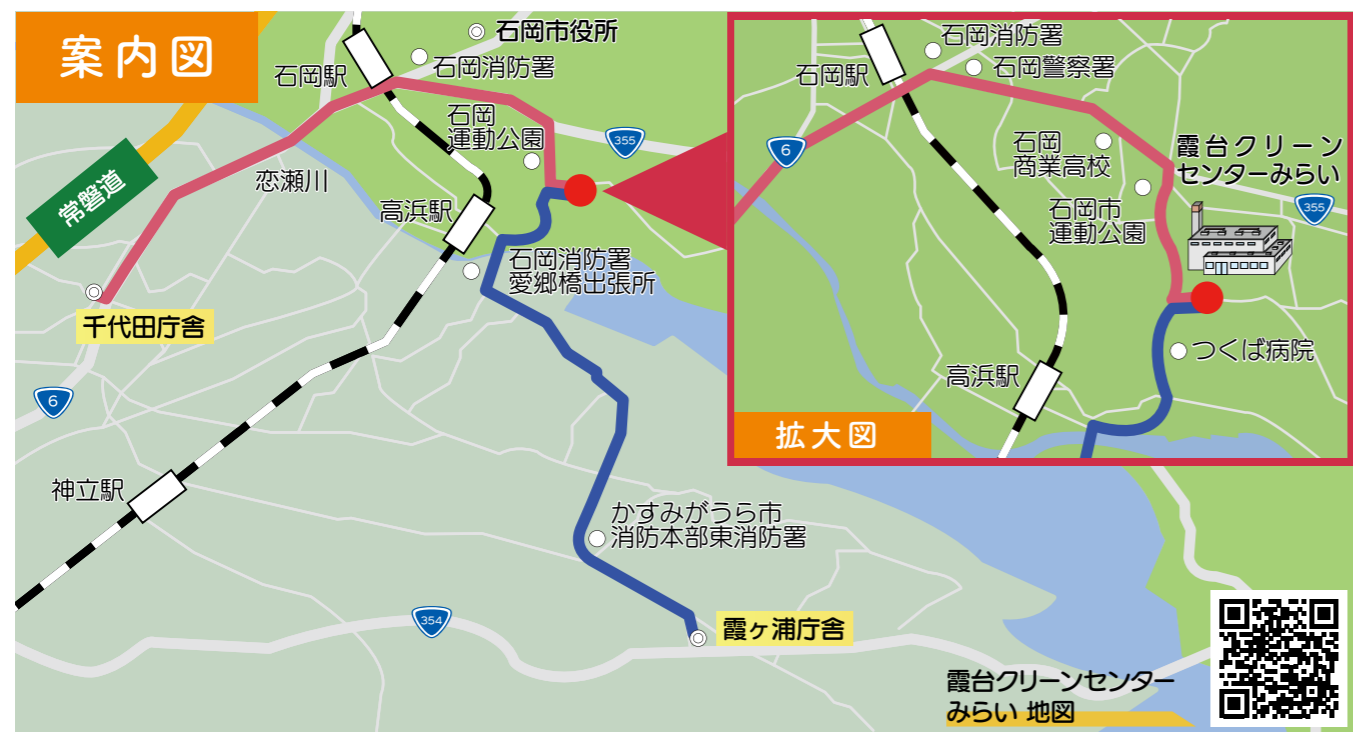 案内図
石岡市役所
石岡消防署
石岡駅
石岡
運動公園
355
恋瀬川
常磐道
高浜駅
石岡消防署
愛郷橋出張所
千代田庁舎
6
神立駅
かすみがうら市
消防本部東消防署
354
霞ヶ浦庁舎
石岡消防署
石岡警察署
石岡駅
6
石岡
商業高校
霞台クリーン
センターみらい
355
石岡市
運動公園
つくば病院
高浜駅
拡大図
霞台クリーンセンター
みらい 地図